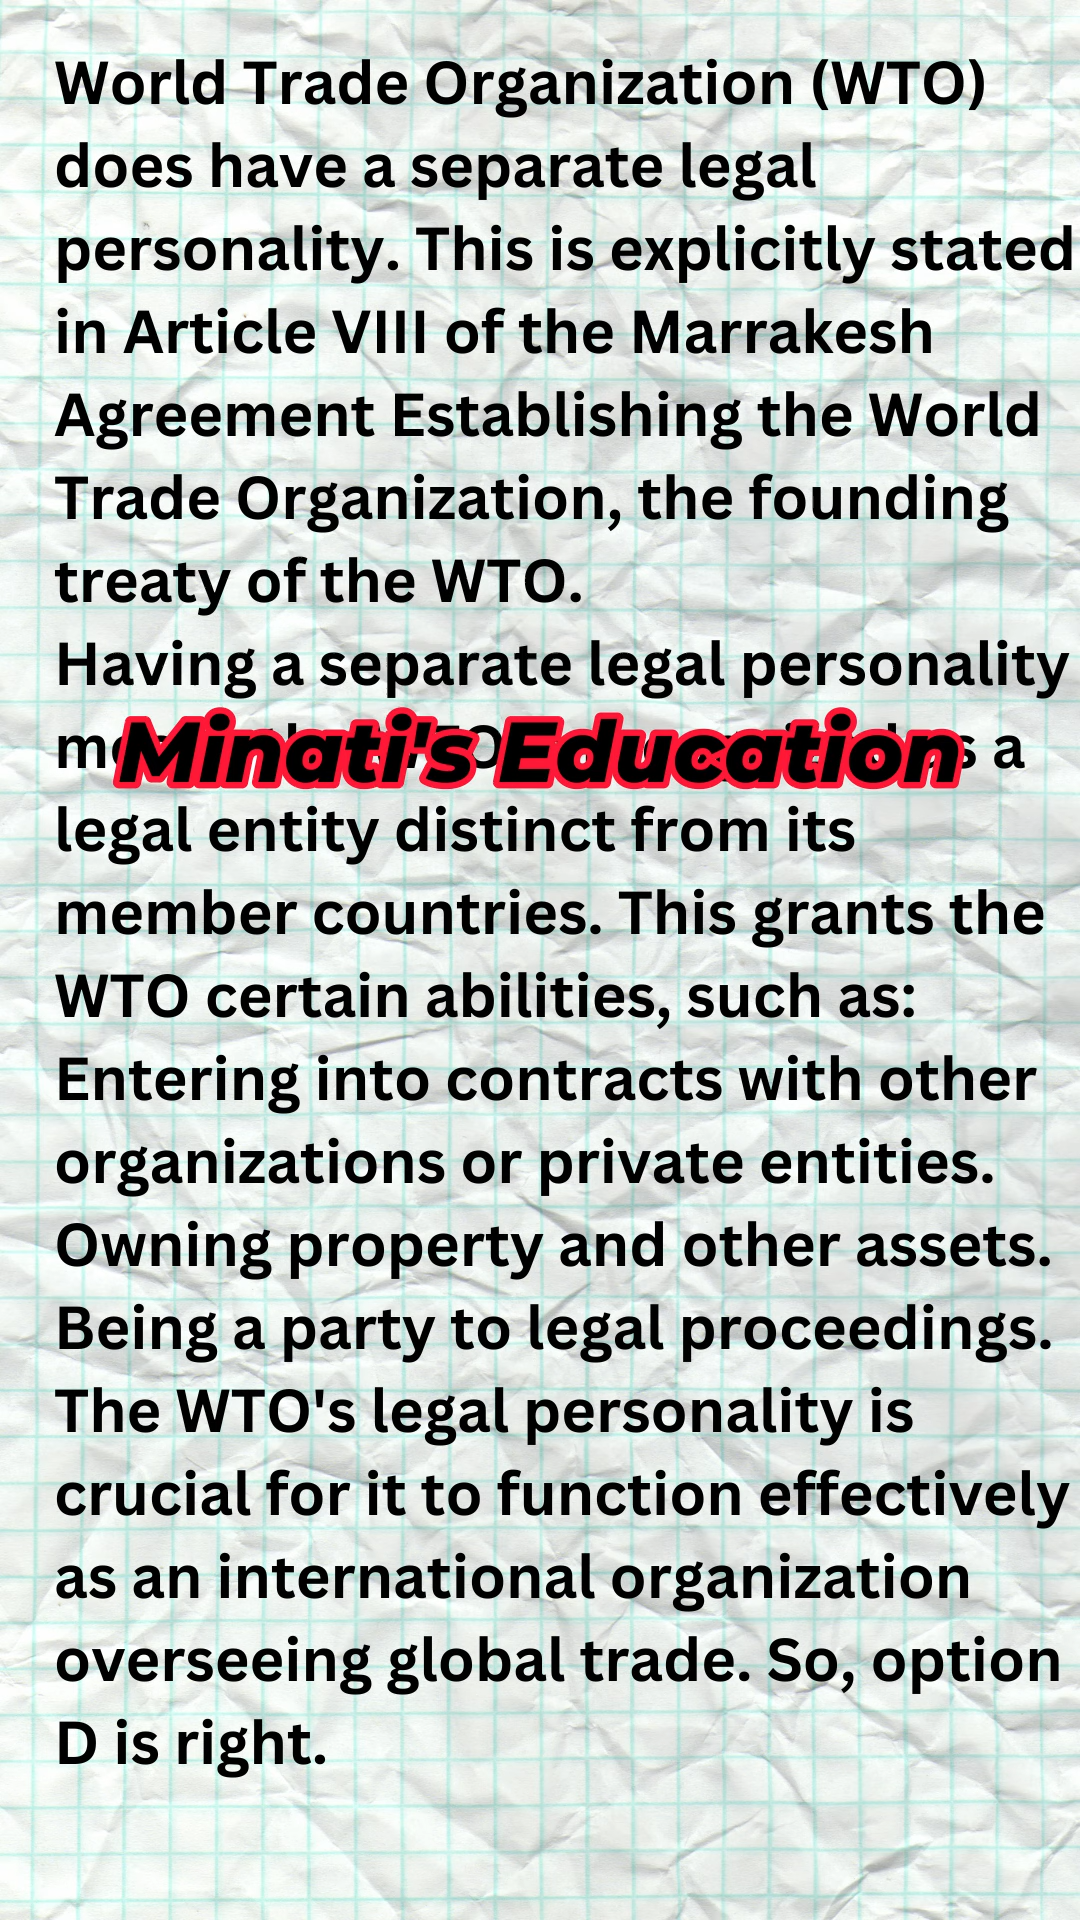 World Trade Organization (WTO)
does have a separate legal
personality. This is explicitly stated
in Article VIII of the Marrakesh
Agreement Establishing the World
Trade Organization, the founding
treaty of the WTO.
Having a separate legal personality
a
Minati's Education
legal entity distinct from its
member countries. This grants the
WTO certain abilities, such as:
Entering into contracts with other
organizations or private entities.
Owning property and other assets.
Being a party to legal proceedings.
The WTO's legal personality is
crucial for it to function effectively
as an international organization
overseeing global trade. So, option
D is right.